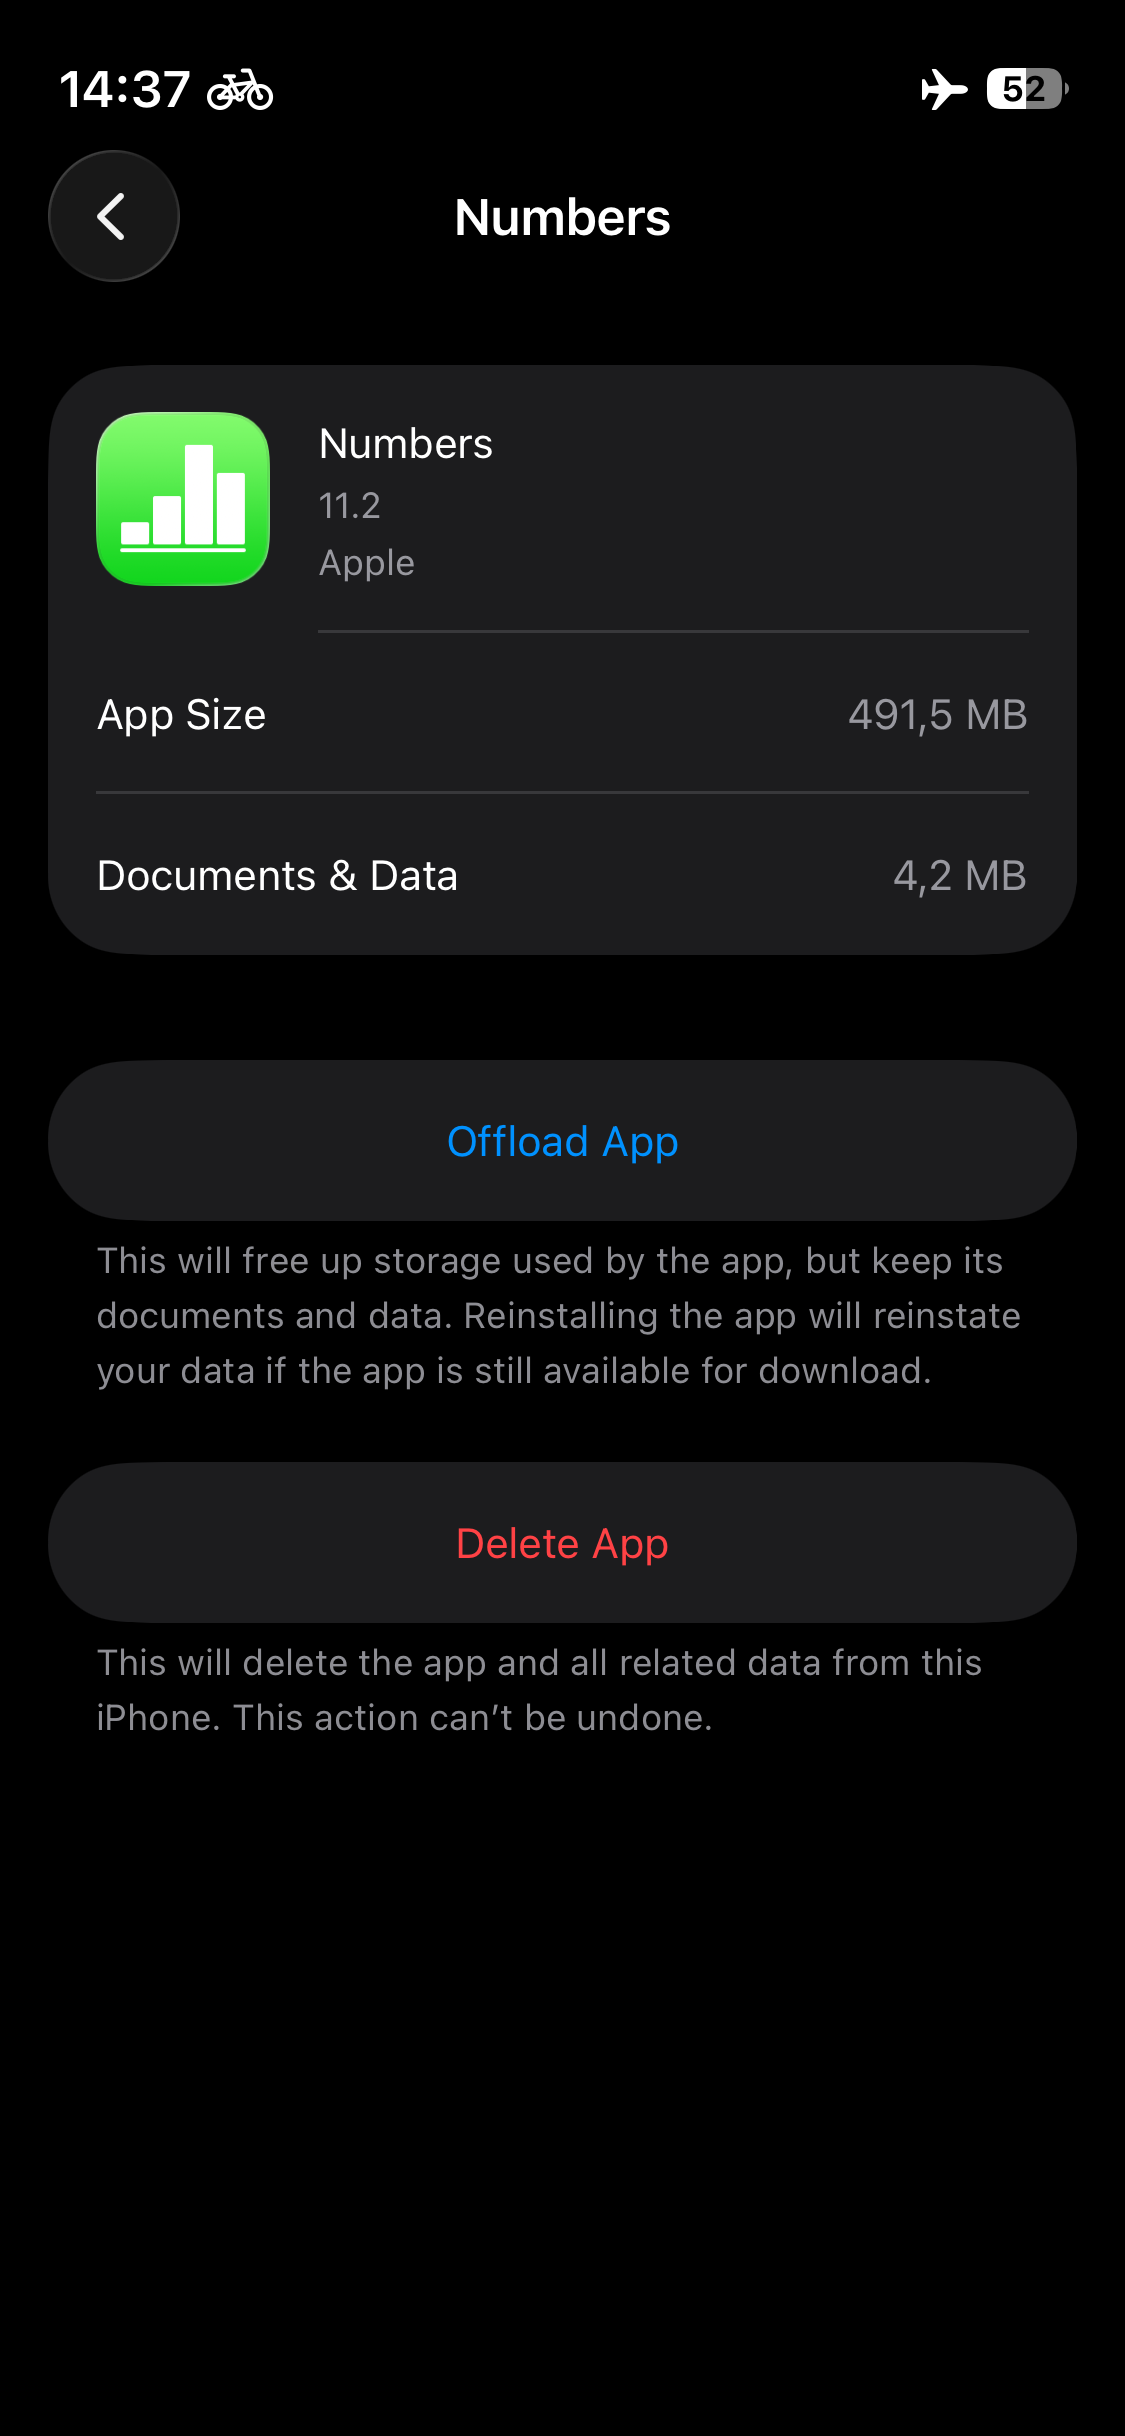 14:37
52
Numbers
Numbers
11.2
Apple
App Size 491,5 MB
Documents & Data 4,2 MB
Offload App
This will free up storage used by the app, but keep its
documents and data. Reinstalling the app will reinstate
your data if the app is still available for download.
Delete App
This will delete the app and all related data from this
iPhone. This action can’t be undone.